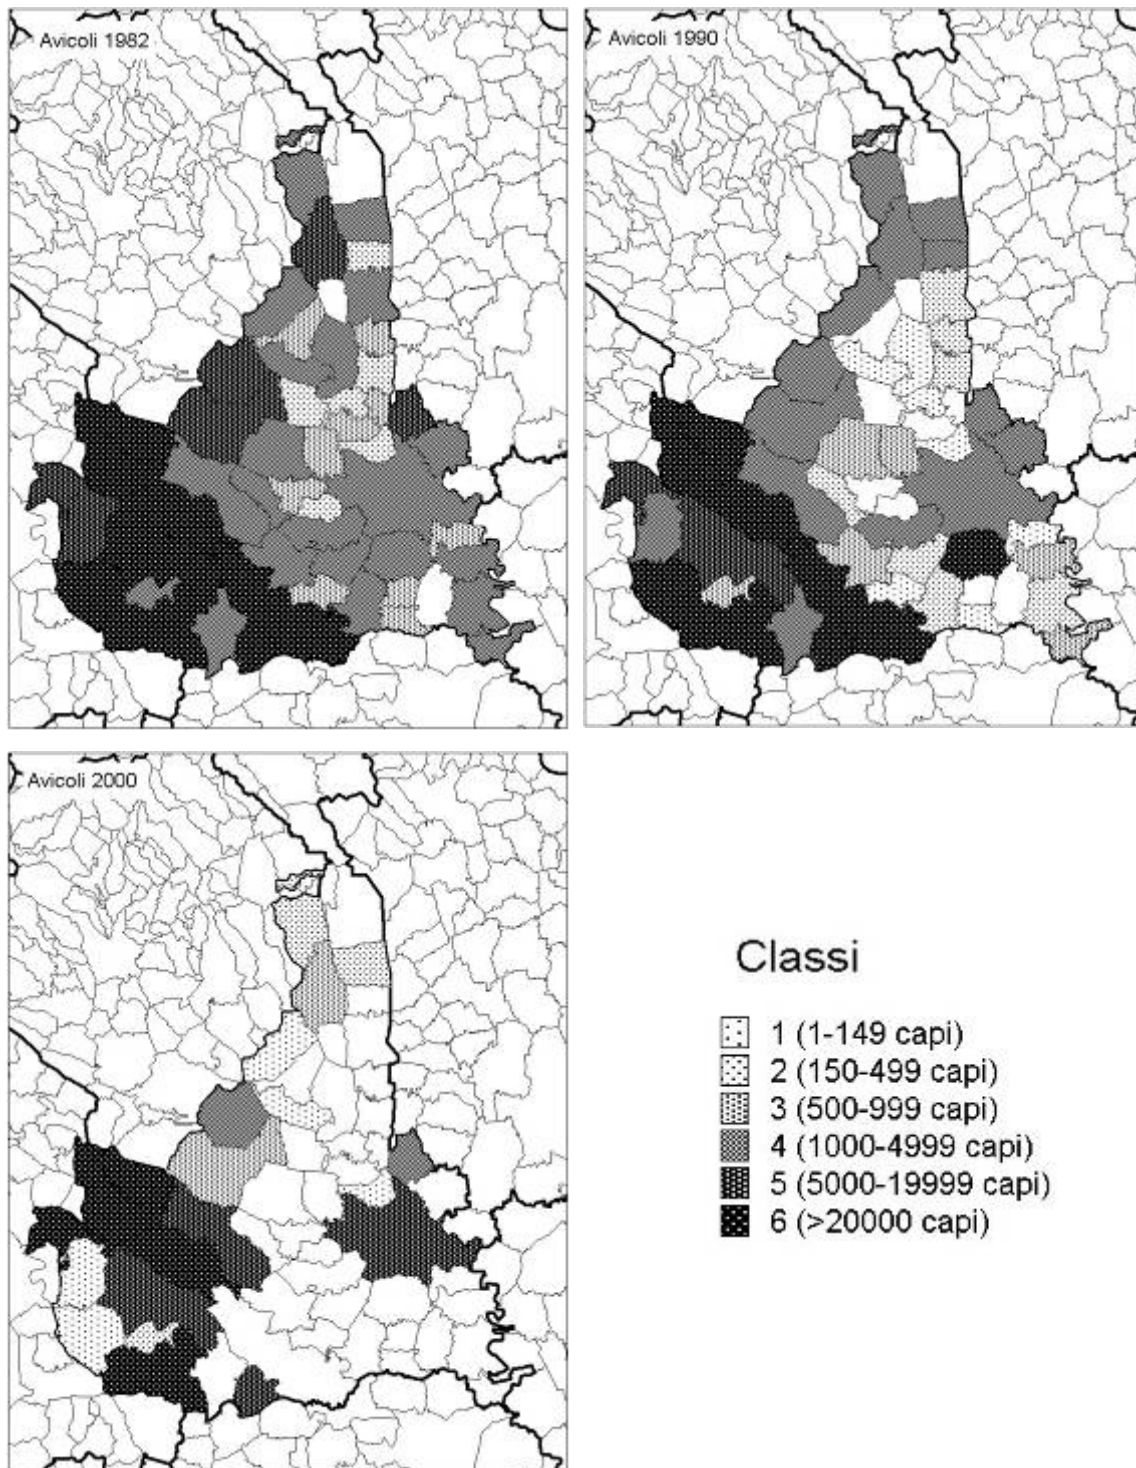 Avicoli 1982
Avicoli 1990
Avicoli 2000
Classi
1 (1-149 capi)
2 (150-499 capi)
3 (500-999 capi)
4 (1000-4999 capi)
5 (5000-19999 capi)
6 (>20000 capi)